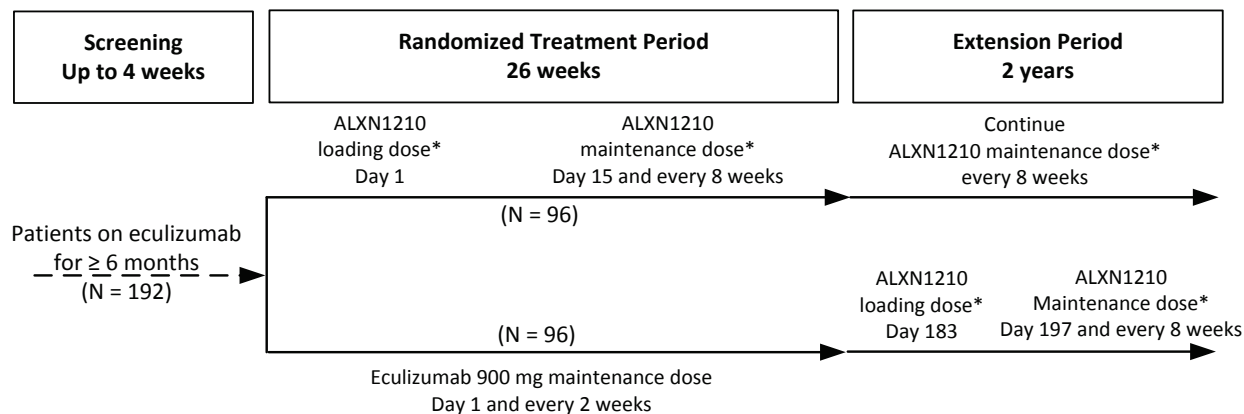 Screening
Up to 4 weeks
Randomized Treatment Period
26 weeks
Extension Period
2 years
ALXN1210
loading dose*
Day 1
ALXN1210
maintenance dose*
Day 15 and every 8 weeks
Continue
ALXN1210 maintenance dose*
every 8 weeks
(N = 96)
Patients on eculizumab
for ≥ 6 months
(N = 192)
ALXN1210
loading dose*
Day 183
ALXN1210
Maintenance dose*
Day 197 and every 8 weeks
(N = 96)
Eculizumab 900 mg maintenance dose
Day 1 and every 2 weeks